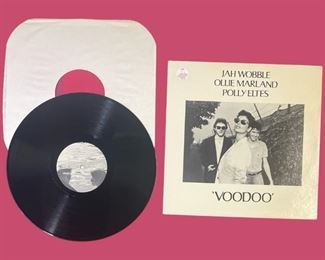 JAH WOBBLE
OLLIE MARLAND
POLLY ELTES
'VOODOO'